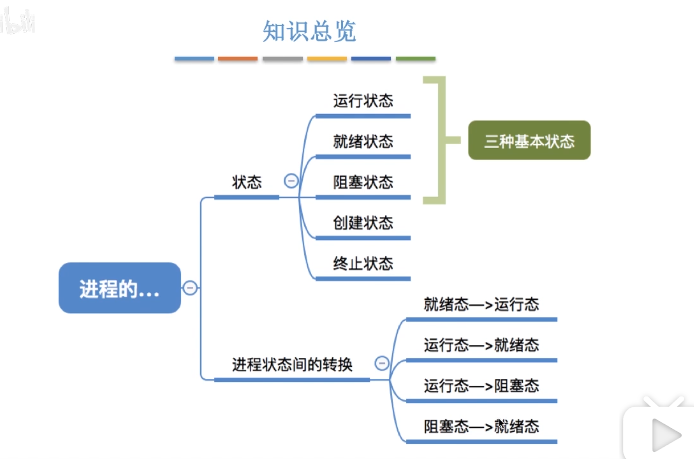 知识总览
运行状态
就绪状态
三种基本状态
状态
阻塞状态
创建状态
终止状态
进程的...
就绪态—>运行态
运行态—>就绪态
进程状态间的转换
运行态—>阻塞态
阻塞态—>就绪态